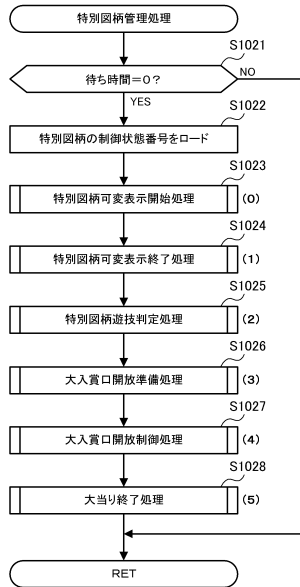 特別図柄管理処理
S1021
待ち時間=0?
NO
YES
S1022
特別図柄の制御状態番号をロード
S1023
特別図柄可変表示開始処理
(0)
S1024
特別図柄可変表示終了処理
(1)
S1025
特別図柄遊技判定処理
(2)
S1026
大入賞口開放準備処理
(3)
S1027
大入賞口開放制御処理
(4)
S1028
大当り終了処理
(5)
RET